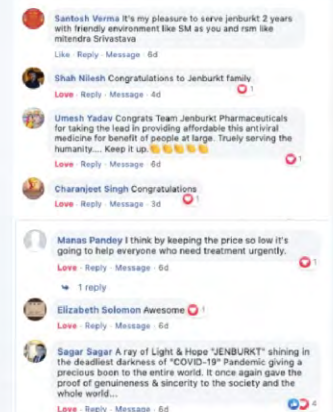 Santosh Verma It's my pleasure to serve jenburkt 2 years
with friendly environment like SM as you and rsm like
mitendra Srivastava
Like · Reply · Message · 6d
Shah Nilesh Congratulations to Jenburkt family
1
Love · Reply · Message · 4d
Umesh Yadav Congrats Team Jenburkt Pharmaceuticals
for taking the lead in providing affordable this antiviral
medicine for benefit of people at large. Truely serving the
humanity.... Keep it up.👏👏👏👏👏
1
Love · Reply · Message · 6d
Charanjeet Singh Congratulations
1
Love · Reply · Message · 3d
Manas Pandey I think by keeping the price so low it's
going to help everyone who need treatment urgently.
1
Love · Reply · Message · 6d
1 reply
Elizabeth Solomon Awesome 1
Love · Reply · Message · 6d
Sagar Sagar A ray of Light & Hope "JENBURKT" shining in
the deadliest darkness of "COVID-19" Pandemic giving a
precious boon to the entire world. It once again gave the
proof of genuineness & sincerity to the society and the
whole world...
4
Love · Reply · Message · 6d